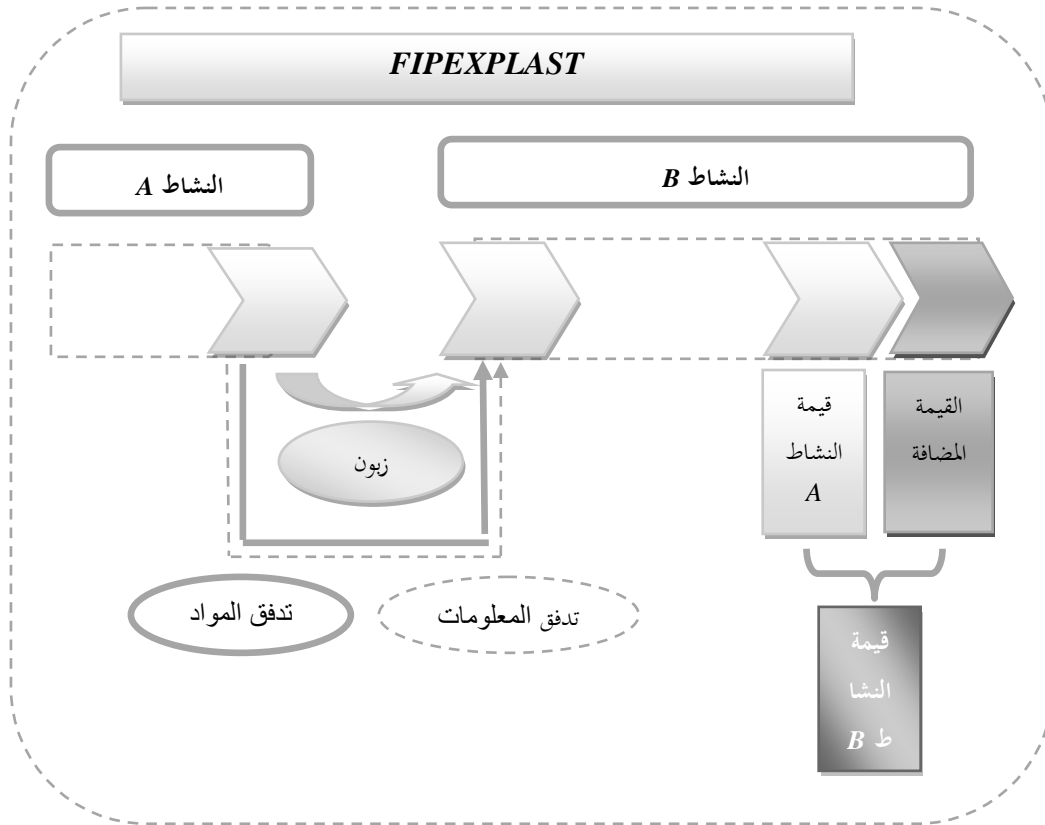 FIPEXPLAST
النشاط A
النشاط B
قيمة
النشاط
A
القيمة
المضافة
زبون
تدفق المواد
تدفق المعلومات
قيمة
النشا
ط B